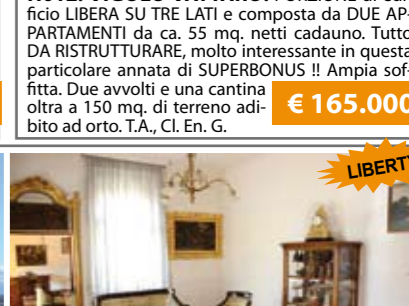 ficio LIBERA SU TRE LATI e composta da DUE AP-
PARTAMENTI da ca. 55 mq. netti cadauno. Tutto
DA RISTRUTTURARE, molto interessante in questa
particolare annata di SUPERBONUS !! Ampia sof-
fitta. Due avvolti e una cantina
oltra a 150 mq. di terreno adi-
bito ad orto. T.A., Cl. En. G.
€ 165.000
LIBERTY